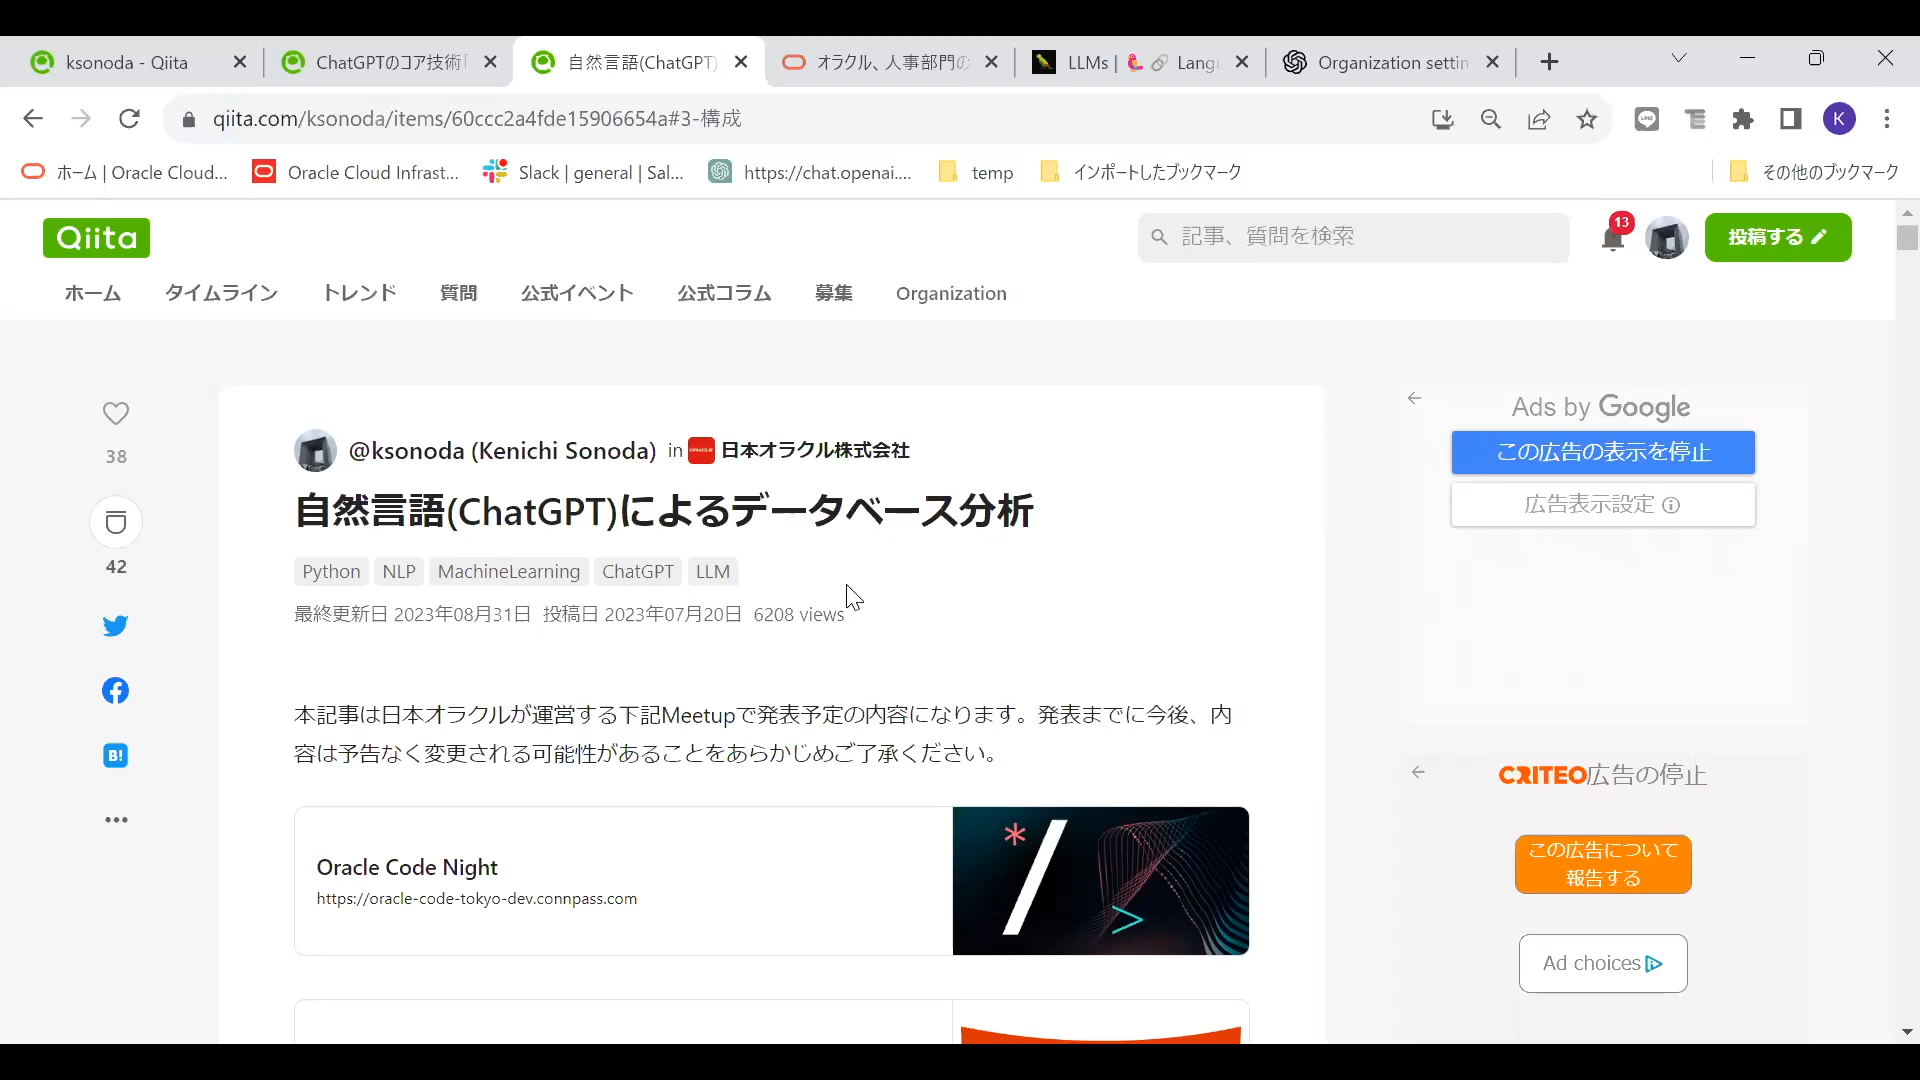 ksonoda - Qiita
ChatGPTのコア技術「
自然言語(ChatGPT)
オラクル、人事部門の
LLMs | 🦜️🔗 Lang
Organization settin
qiita.com/ksonoda/items/60ccc2a4fde15906654a#3-構成
K
ホーム | Oracle Cloud...
Oracle Cloud Infrast...
Slack | general | Sal...
https://chat.openai....
temp
インポートしたブックマーク
その他のブックマーク
Qiita
記事、質問を検索
13
投稿する
ホーム
タイムライン
トレンド
質問
公式イベント
公式コラム
募集
Organization
38
42
B!
@ksonoda (Kenichi Sonoda) in 日本オラクル株式会社
自然言語(ChatGPT)によるデータベース分析
Python NLP MachineLearning ChatGPT LLM
最終更新日 2023年08月31日 投稿日 2023年07月20日 6208 views
本記事は日本オラクルが運営する下記Meetupで発表予定の内容になります。発表までに今後、内
容は予告なく変更される可能性があることをあらかじめご了承ください。
Oracle Code Night
https://oracle-code-tokyo-dev.connpass.com
Ads by Google
この広告の表示を停止
広告表示設定
CRITEO広告の停止
この広告について
報告する
Ad choices